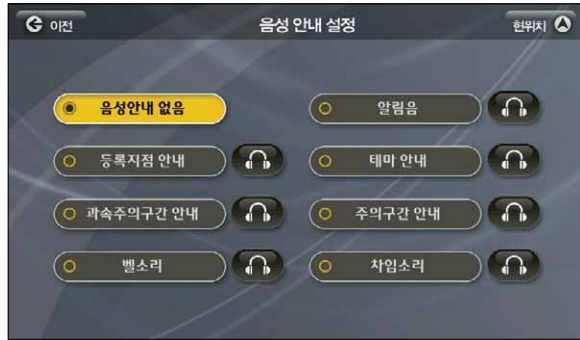 이전
음성 안내 설정
현위치
음성안내 없음
알림음
등록지점 안내
테마 안내
과속주의구간 안내
주의구간 안내
벨소리
차임소리